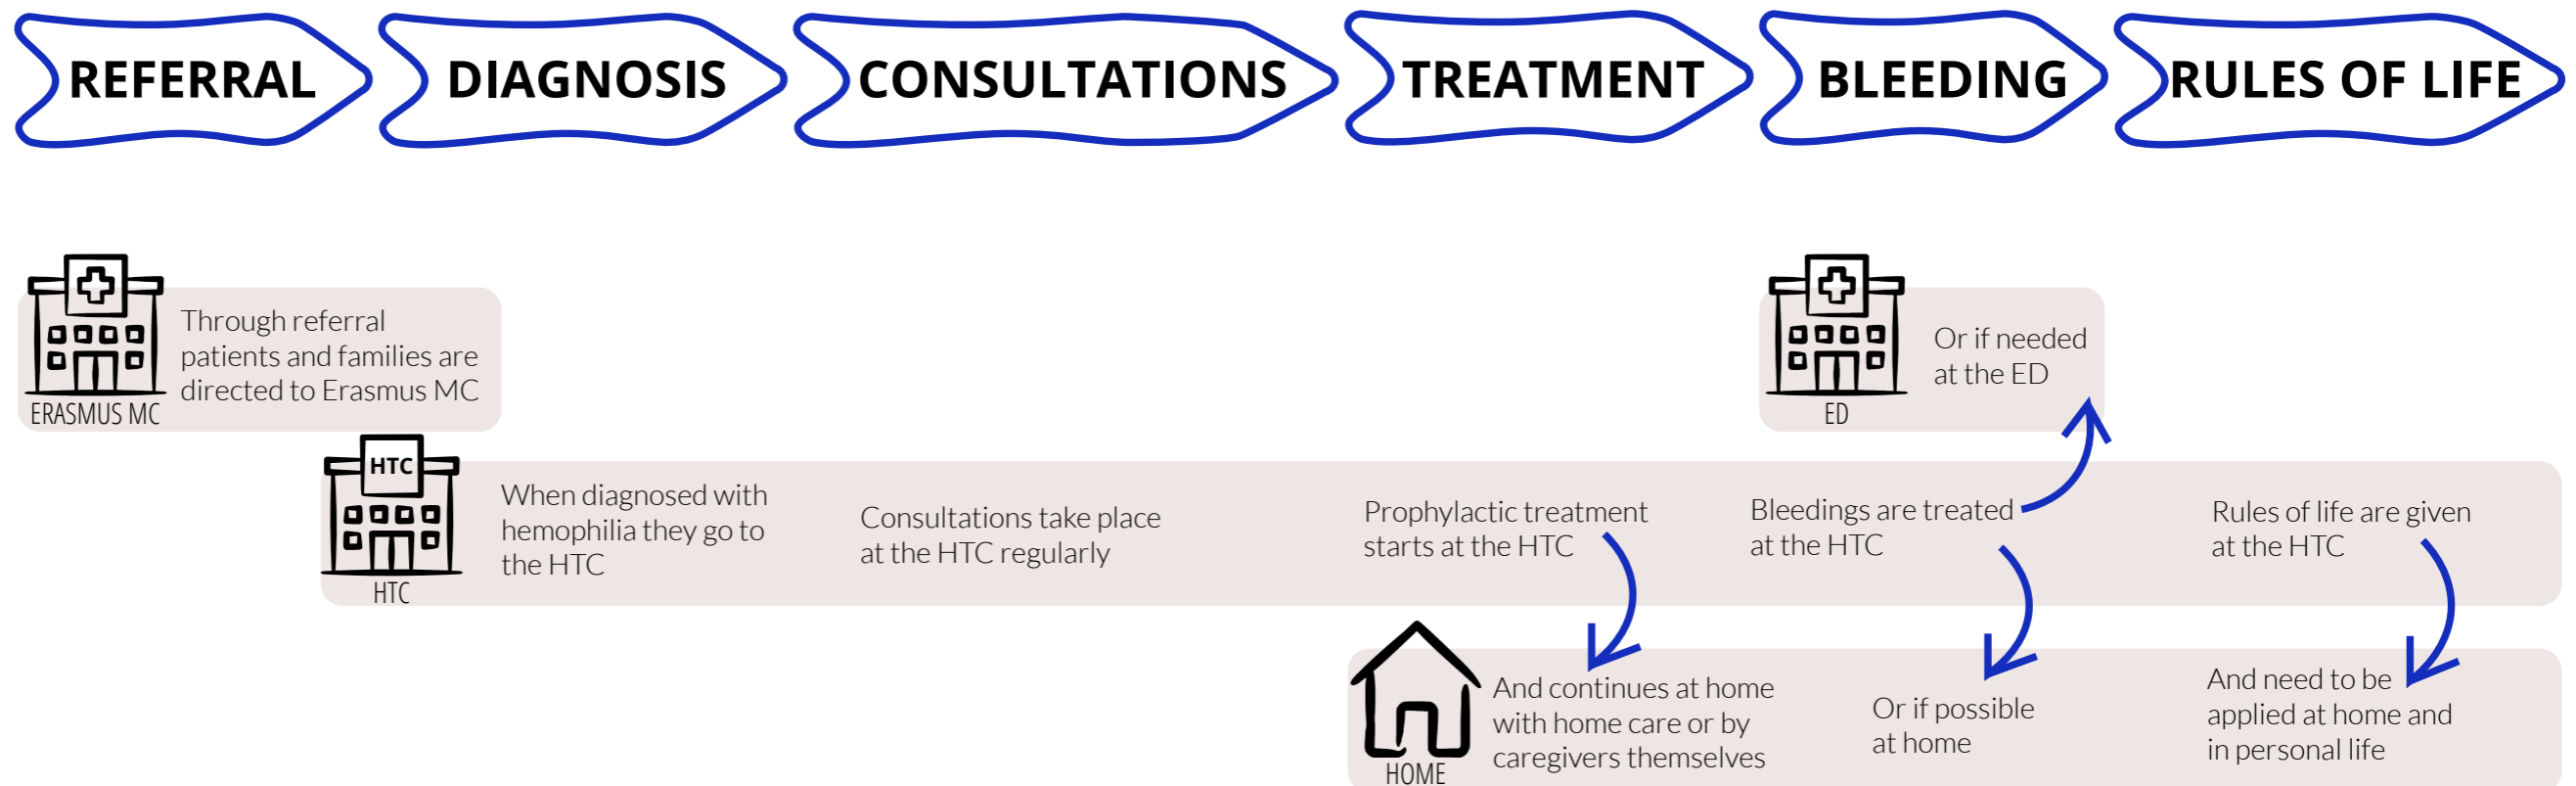 REFERRAL
DIAGNOSIS
CONSULTATIONS
TREATMENT
BLEEDING
RULES OF LIFE
Through referral
patients and families are
directed to Erasmus MC
ERASMUS MC
Or if needed
at the ED
ED
HTC
HTC
When diagnosed with
hemophilia they go to
the HTC
Consultations take place
at the HTC regularly
Prophylactic treatment
starts at the HTC
Bleedings are treated
at the HTC
Rules of life are given
at the HTC
HOME
And continues at home
with home care or by
caregivers themselves
Or if possible
at home
And need to be
applied at home and
in personal life